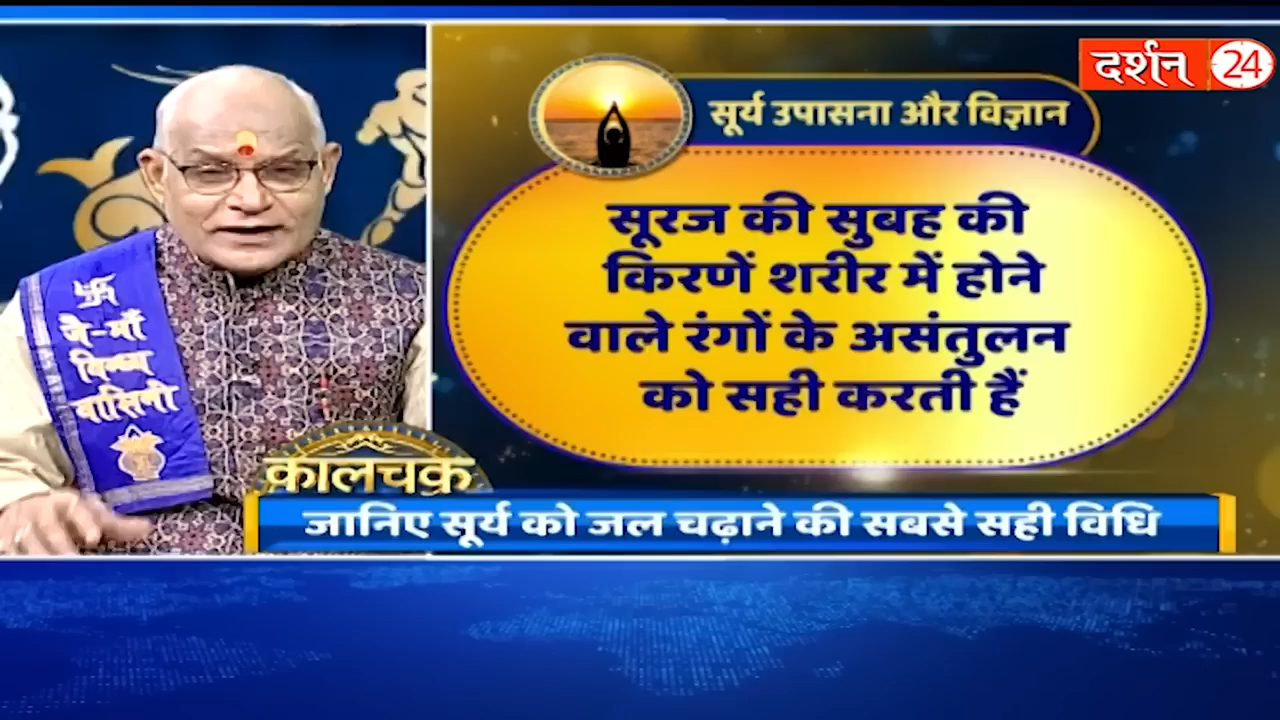 दर्शन 24
सूर्य उपासना और विज्ञान
सूरज की सुबह की
किरणें शरीर में होने
वाले रंगों के असंतुलन
को सही करती हैं
जै-माँ
विन्ध्य
वासिनी
कालचक्र
जानिए सूर्य को जल चढ़ाने की सबसे सही विधि